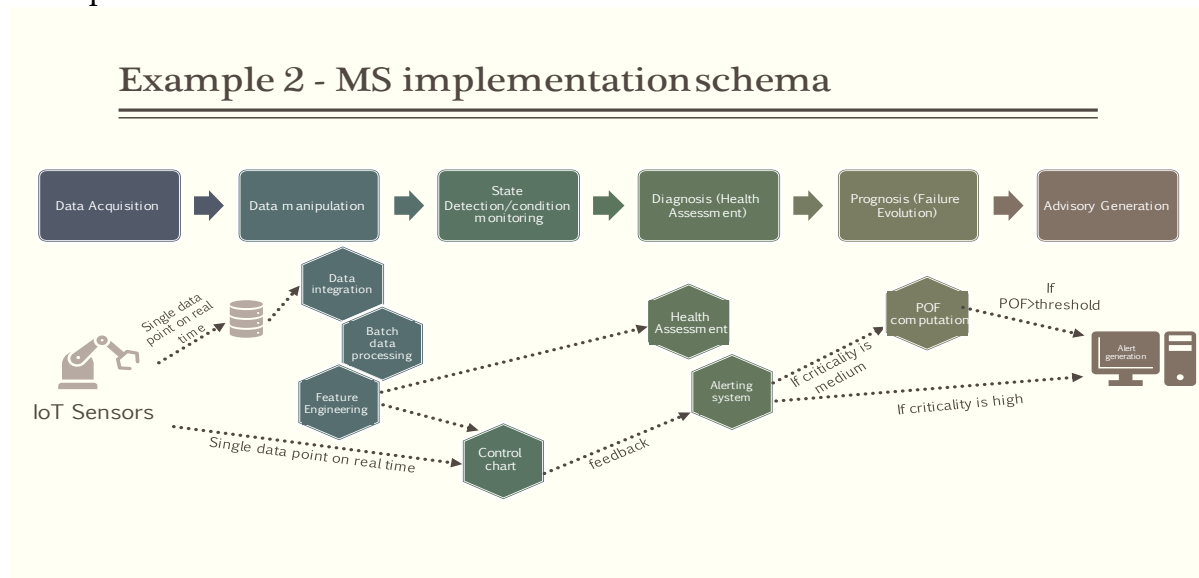 Example 2 - MS implementation schema
Data Acquisition
Data manipulation
State
Detection/condition
monitoring
Diagnosis (Health
Assessment)
Prognosis (Failure
Evolution)
Advisory Generation
Single data
point on real
time
Data
integration
Batch
data
processing
Feature
Engineering
IoT Sensors
Single data point on real time
Control
chart
feedback
Health
Assessment
Alerting
system
If criticality is
medium
If criticality is high
POF
computation
If
POF>threshold
Alert
generation